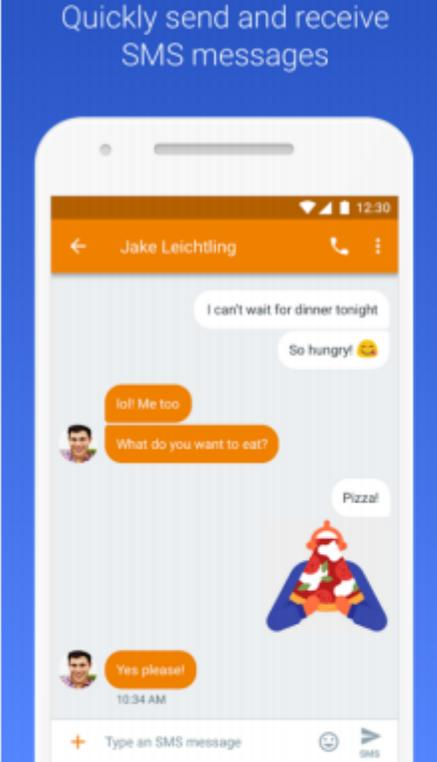 Quickly send and receive
SMS messages
12:30
Jake Leichtling
I can't wait for dinner tonight
So hungry! 😋
lol! Me too
What do you want to eat?
Pizza!
Yes please!
10:34 AM
Type an SMS message
SMS